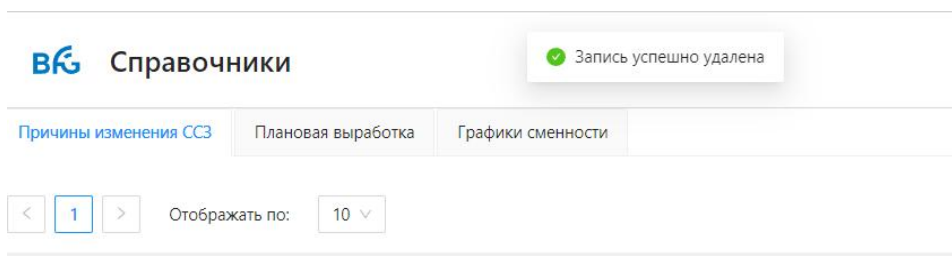 BFG Справочники
Запись успешно удалена
Причины изменения ССЗ Плановая выработка Графики сменности
< 1 > Отображать по: 10